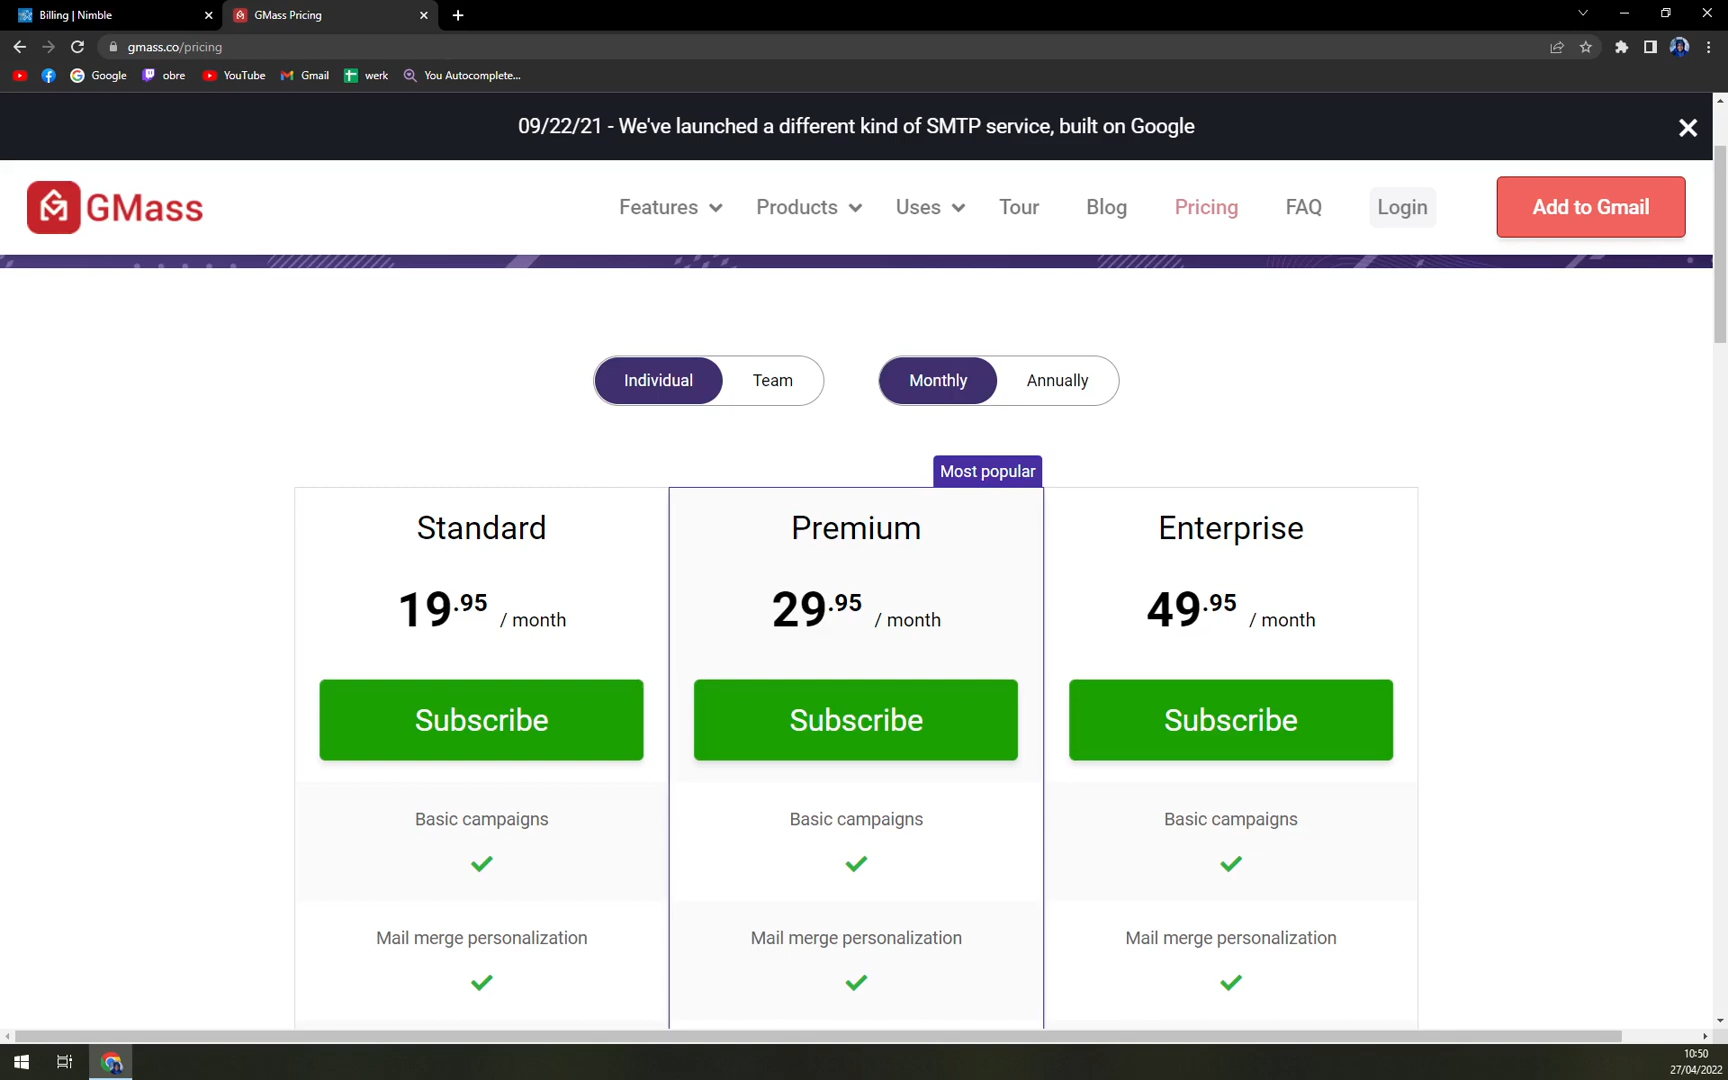 Billing | Nimble
GMass Pricing
gmass.co/pricing
Google
obre
YouTube
Gmail
werk
You Autocomplete...
09/22/21 - We've launched a different kind of SMTP service, built on Google
GMass
Features
Products
Uses
Tour
Blog
Pricing
FAQ
Login
Add to Gmail
Individual
Team
Monthly
Annually
Most popular
Standard
Premium
Enterprise
19.95 / month
29.95 / month
49.95 / month
Subscribe
Subscribe
Subscribe
Basic campaigns
Basic campaigns
Basic campaigns
Mail merge personalization
Mail merge personalization
Mail merge personalization
10:50
27/04/2022